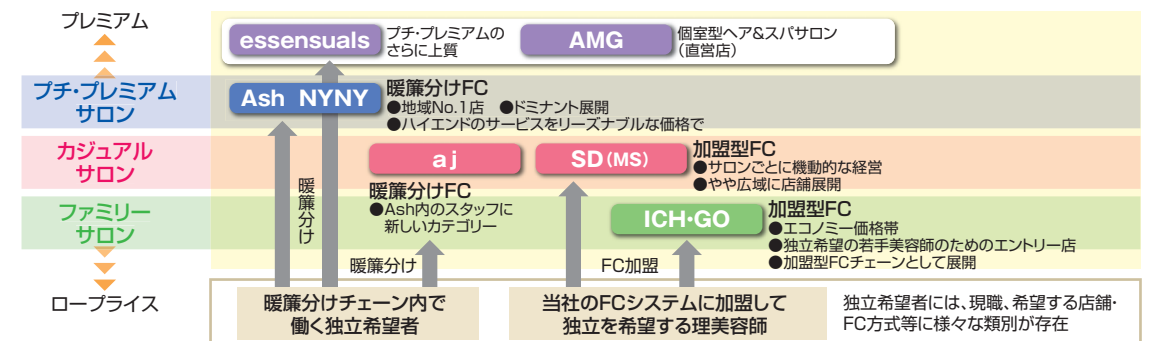 プレミアム
essensuals
プチ・プレミアムの
さらに上質
AMG
個室型ヘア&スパサロン
(直営店)
プチ・プレミアム
サロン
Ash NYNY
暖簾分けFC
●地域No.1店 ●ドミナント展開
●ハイエンドのサービスをリーズナブルな価格で
カジュアル
サロン
aj
SD(MS)
加盟型FC
●サロンごとに機動的な経営
●やや広域に店舗展開
暖簾分け
暖簾分けFC
●Ash内のスタッフに
新しいカテゴリー
ファミリー
サロン
ICH・GO
加盟型FC
●エコノミー価格帯
●独立希望の若手美容師のためのエントリー店
●加盟型FCチェーンとして展開
暖簾分け
FC加盟
ロープライス
暖簾分けチェーン内で
働く独立希望者
当社のFCシステムに加盟して
独立を希望する理美容師
独立希望者には、現職、希望する店舗・
FC方式等に様々な類別が存在